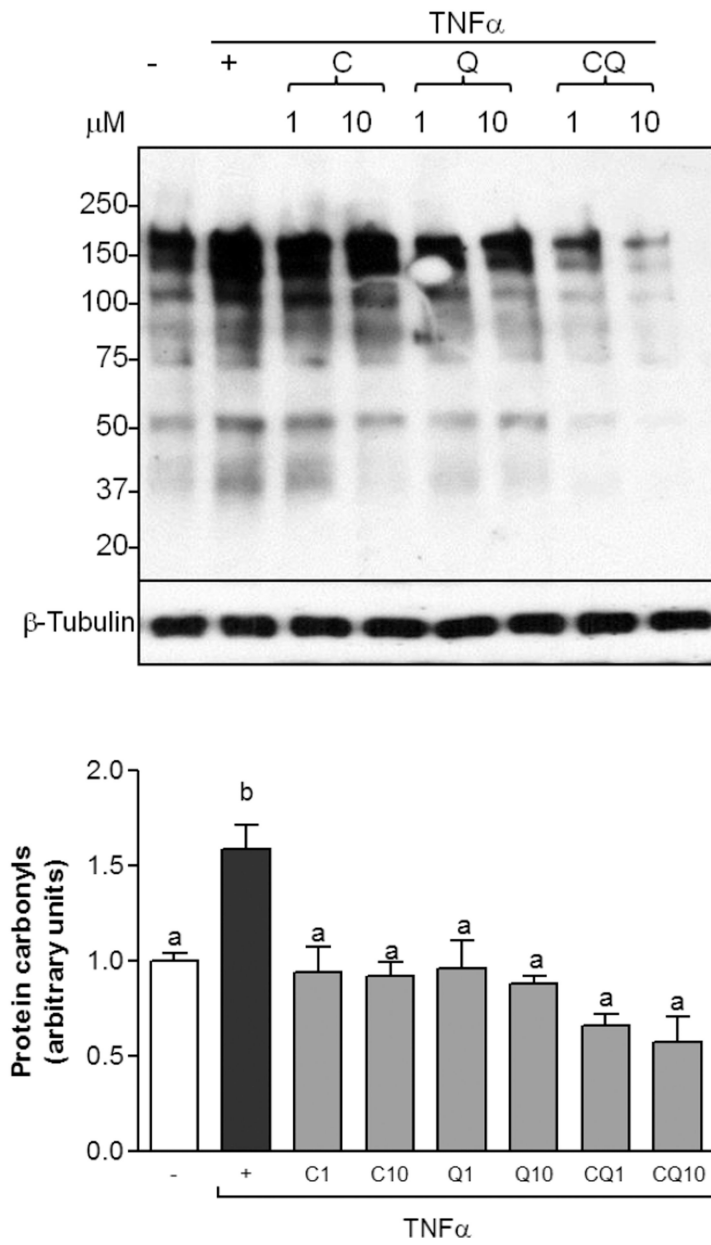 TNFα
- + C Q CQ
μM 1 10 1 10 1 10
250
150
100
75
50
37
20
β-Tubulin
2.0
1.5
1.0
0.5
0.0
Protein carbonyls
(arbitrary units)
a b a a a a a a
- + C1 C10 Q1 Q10 CQ1 CQ10
TNFα